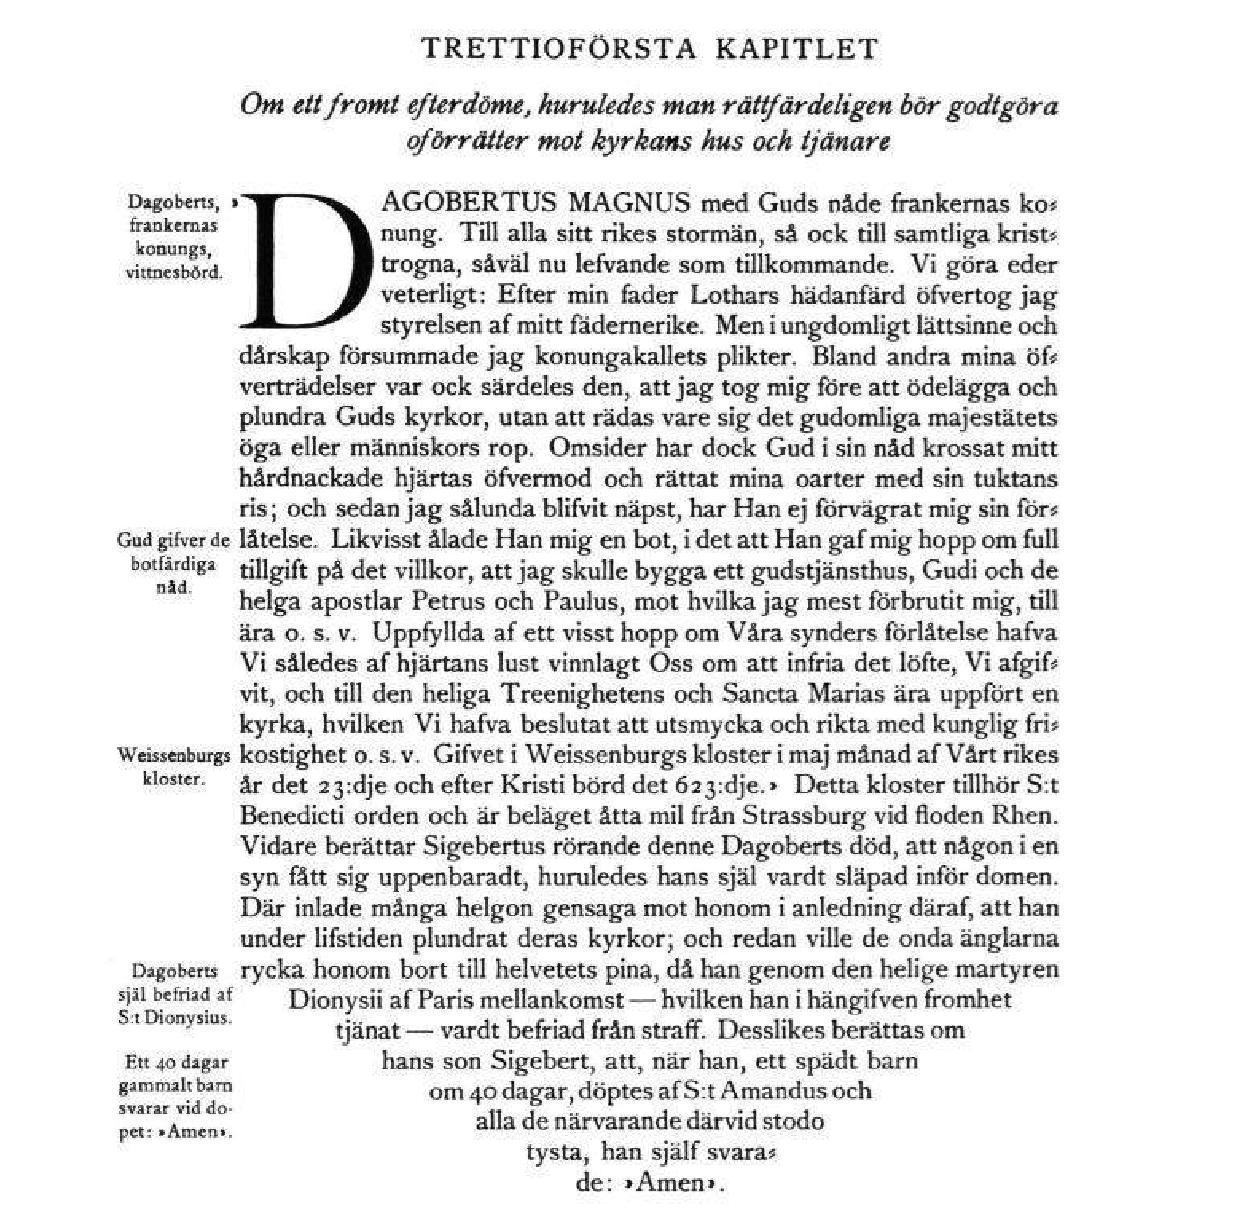 TRETTIOFÖRSTA KAPITLET
Om ett fromt efterdöme, huruledes man rättfärdeligen bör godtgöra
oförrätter mot kyrkans hus och tjänare
Dagoberts,
frankernas
konungs,
vittnesbörd.
»DAGOBERTUS MAGNUS med Guds nåde frankernas ko⸗
nung. Till alla sitt rikes stormän, så ock till samtliga krist⸗
trogna, såväl nu lefvande som tillkommande. Vi göra eder
veterligt: Efter min fader Lothars hädanfärd öfvertog jag
styrelsen af mitt fädernerike. Men i ungdomligt lättsinne och
dårskap försummade jag konungakallets plikter. Bland andra mina öf⸗
verträdelser var ock särdeles den, att jag tog mig före att ödelägga och
plundra Guds kyrkor, utan att rädas vare sig det gudomliga majestätets
öga eller människors rop. Omsider har dock Gud i sin nåd krossat mitt
hårdnackade hjärtas öfvermod och rättat mina oarter med sin tuktans
ris; och sedan jag sålunda blifvit näpst, har Han ej förvägrat mig sin för⸗
Gud gifver de
botfärdiga
nåd.
låtelse. Likvisst ålade Han mig en bot, i det att Han gaf mig hopp om full
tillgift på det villkor, att jag skulle bygga ett gudstjänsthus, Gudi och de
helga apostlar Petrus och Paulus, mot hvilka jag mest förbrutit mig, till
ära o. s. v. Uppfyllda af ett visst hopp om Våra synders förlåtelse hafva
Vi således af hjärtans lust vinnlagt Oss om att infria det löfte, Vi afgif⸗
vit, och till den heliga Treenighetens och Sancta Marias ära uppfört en
kyrka, hvilken Vi hafva beslutat att utsmycka och rikta med kunglig fri⸗
Weissenburgs
kloster.
kostighet o. s. v. Gifvet i Weissenburgs kloster i maj månad af Vårt rikes
år det 23:dje och efter Kristi börd det 623:dje.» Detta kloster tillhör S:t
Benedicti orden och är beläget åtta mil från Strassburg vid floden Rhen.
Vidare berättar Sigebertus rörande denne Dagoberts död, att någon i en
syn fått sig uppenbaradt, huruledes hans själ vardt släpad inför domen.
Där inlade många helgon gensaga mot honom i anledning däraf, att han
under lifstiden plundrat deras kyrkor; och redan ville de onda änglarna
Dagoberts
själ befriad af
S:t Dionysius.
rycka honom bort till helvetets pina, då han genom den helige martyren
Dionysii af Paris mellankomst — hvilken han i hängifven fromhet
tjänat — vardt befriad från straff. Desslikes berättas om
Ett 40 dagar
gammalt barn
svarar vid do-
pet: »Amen».
hans son Sigebert, att, när han, ett spädt barn
om 40 dagar, döptes af S:t Amandus och
alla de närvarande därvid stodo
tysta, han själf svara⸗
de: »Amen».